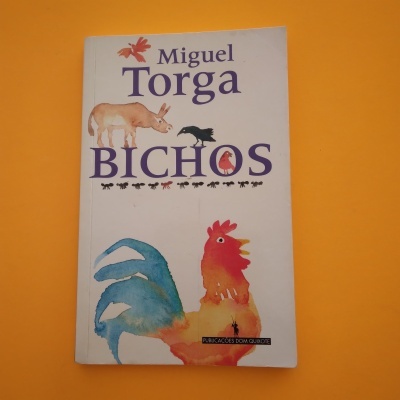 Miguel
Torga
BICHOS
PUBLICAÇÕES DOM QUIXOTE